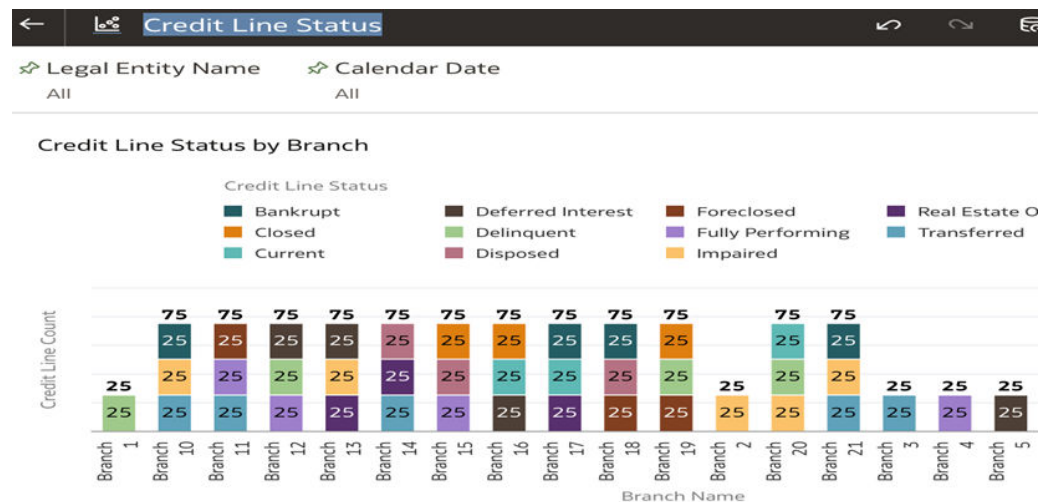 Credit Line Status
Legal Entity Name Calendar Date
All All
Credit Line Status by Branch
Credit Line Status
Bankrupt Deferred Interest Foreclosed Real Estate O
Closed Delinquent Fully Performing Transferred
Current Disposed Impaired
Credit Line Count
75 75 75 75 75 75 75 75 75 75 75 75
25 25 25 25 25 25 25 25 25 25 25 25
25 25 25 25 25 25 25 25 25 25 25 25 25 25 25 25 25
25 25 25 25 25 25 25 25 25 25 25 25 25 25 25 25 25
Branch 1
Branch 10
Branch 11
Branch 12
Branch 13
Branch 14
Branch 15
Branch 16
Branch 17
Branch 18
Branch 19
Branch 2
Branch 20
Branch 21
Branch 3
Branch 4
Branch 5
Branch Name